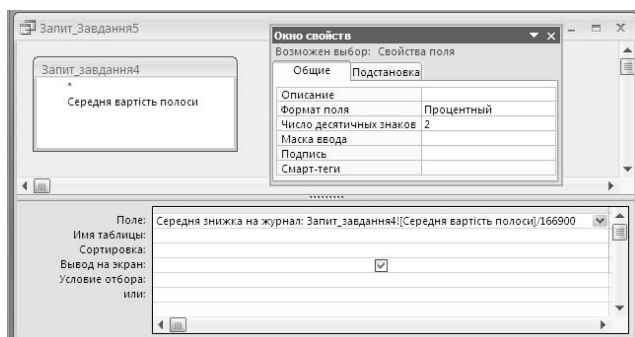 Запит_Завдання5
Окно свойств
Возможен выбор: Свойства поля
Общие Подстановка
Описание
Формат поля Процентный
Число десятичных знаков 2
Маска ввода
Подпись
Смарт-теги
Запит_завдання4
*
Середня вартість полоси
Поле: Середня знижка на журнал: Запит_завдання4![Середня вартість полоси]/166900
Имя таблицы:
Сортировка:
Вывод на экран:
Условие отбора:
или: